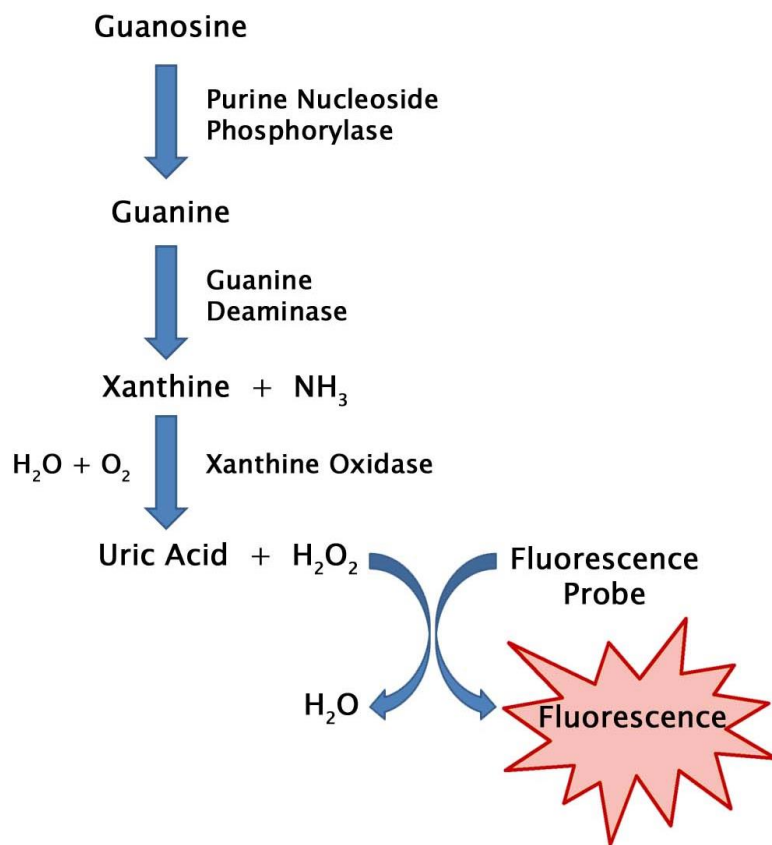 Guanosine
Purine Nucleoside
Phosphorylase
Guanine
Guanine
Deaminase
Xanthine + NH₃
H₂O + O₂
Xanthine Oxidase
Uric Acid + H₂O₂
Fluorescence
Probe
H₂O
Fluorescence